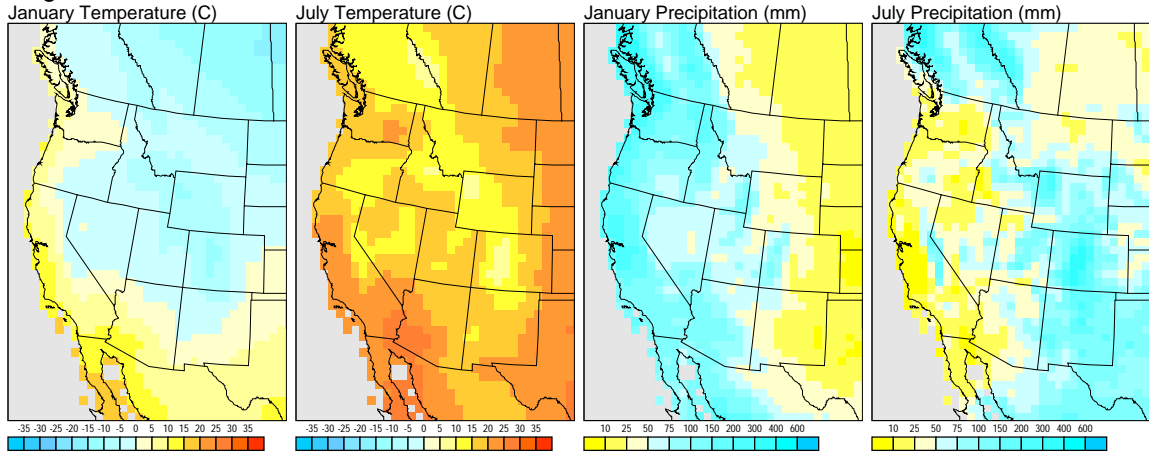 January Temperature (C)
July Temperature (C)
January Precipitation (mm)
July Precipitation (mm)
-35 -30 -25 -20 -15 -10 -5 0 5 10 15 20 25 30 35
-35 -30 -25 -20 -15 -10 -5 0 5 10 15 20 25 30 35
10 25 50 75 100 150 200 300 400 600
10 25 50 75 100 150 200 300 400 600